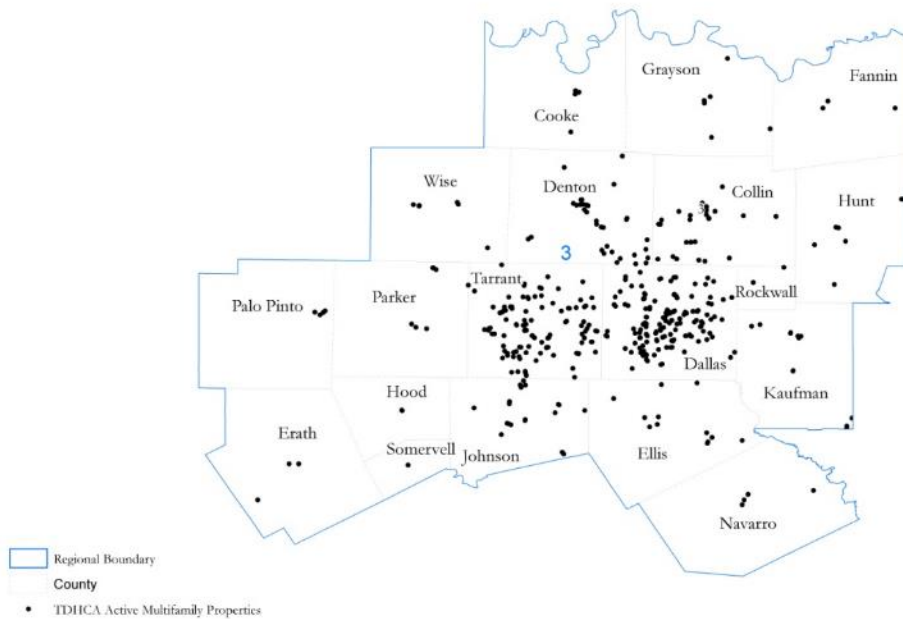 Grayson
Fannin
Cooke
Wise
Denton
Collin
Hunt
3
Tarrant
Rockwall
Palo Pinto
Parker
Dallas
Kaufman
Hood
Erath
Somervell
Johnson
Ellis
Navarro
Regional Boundary
County
TDHCA Active Multifamily Properties